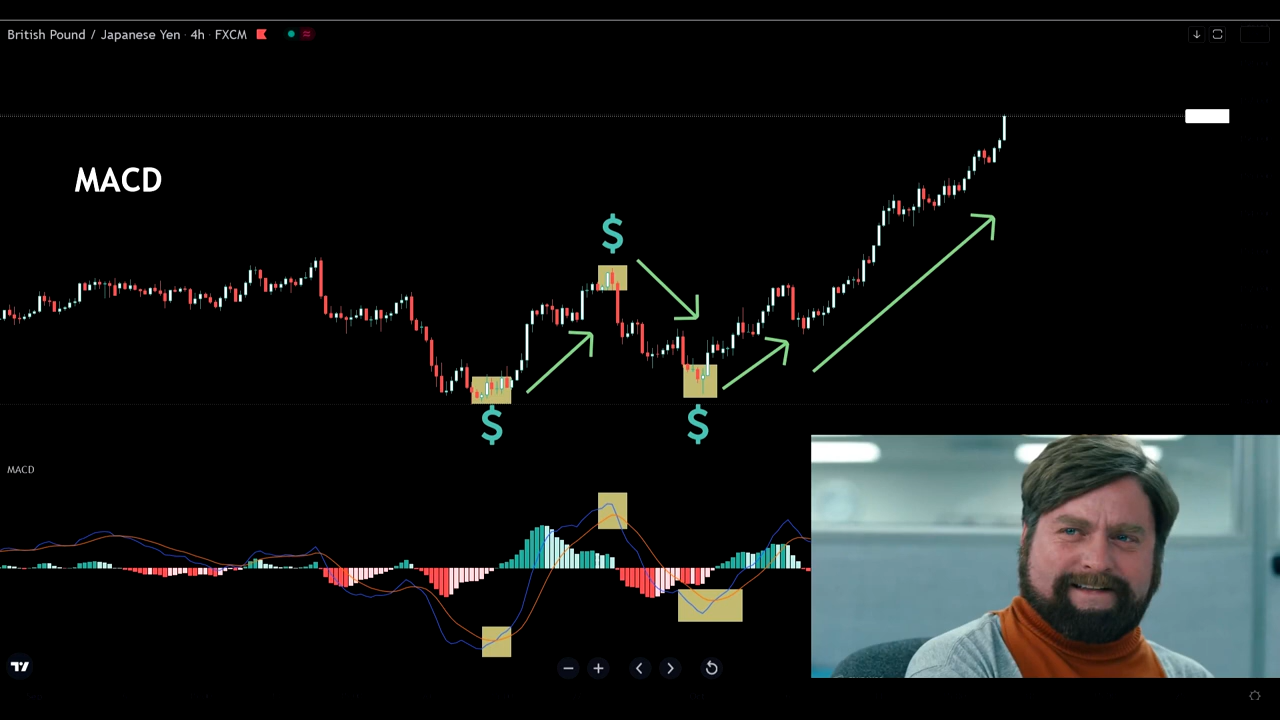 British Pound / Japanese Yen · 4h · FXCM
MACD
$
$
$
MACD